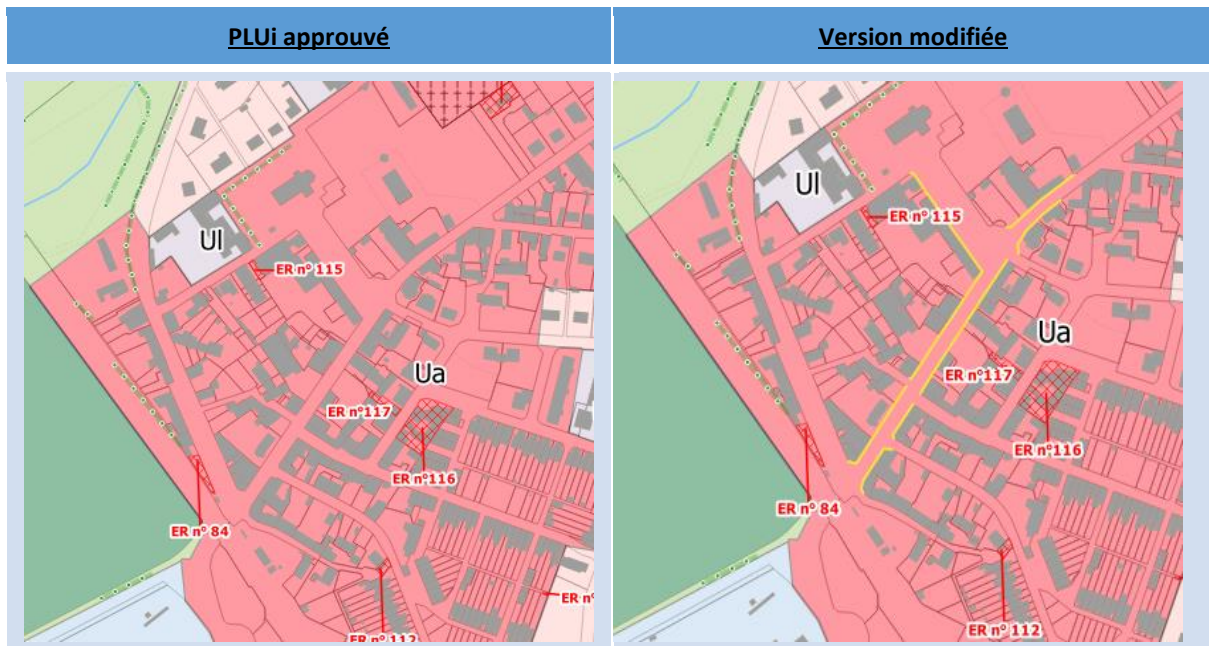 PLUi approuvé
Version modifiée
Ul
ER n° 115
Ua
ER n°117
ER n°116
ER n° 84
ER n°
ER n° 112
Ul
ER n° 115
Ua
ER n°117
ER n°116
ER n° 84
ER n° 112